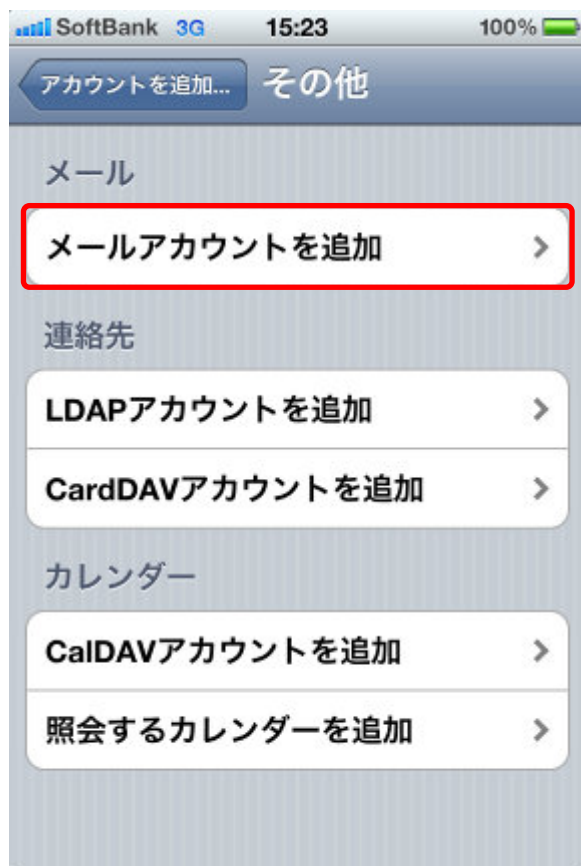 SoftBank 3G 15:23 100%
アカウントを追加... その他
メール
メールアカウントを追加
連絡先
LDAPアカウントを追加
CardDAVアカウントを追加
カレンダー
CalDAVアカウントを追加
照会するカレンダーを追加